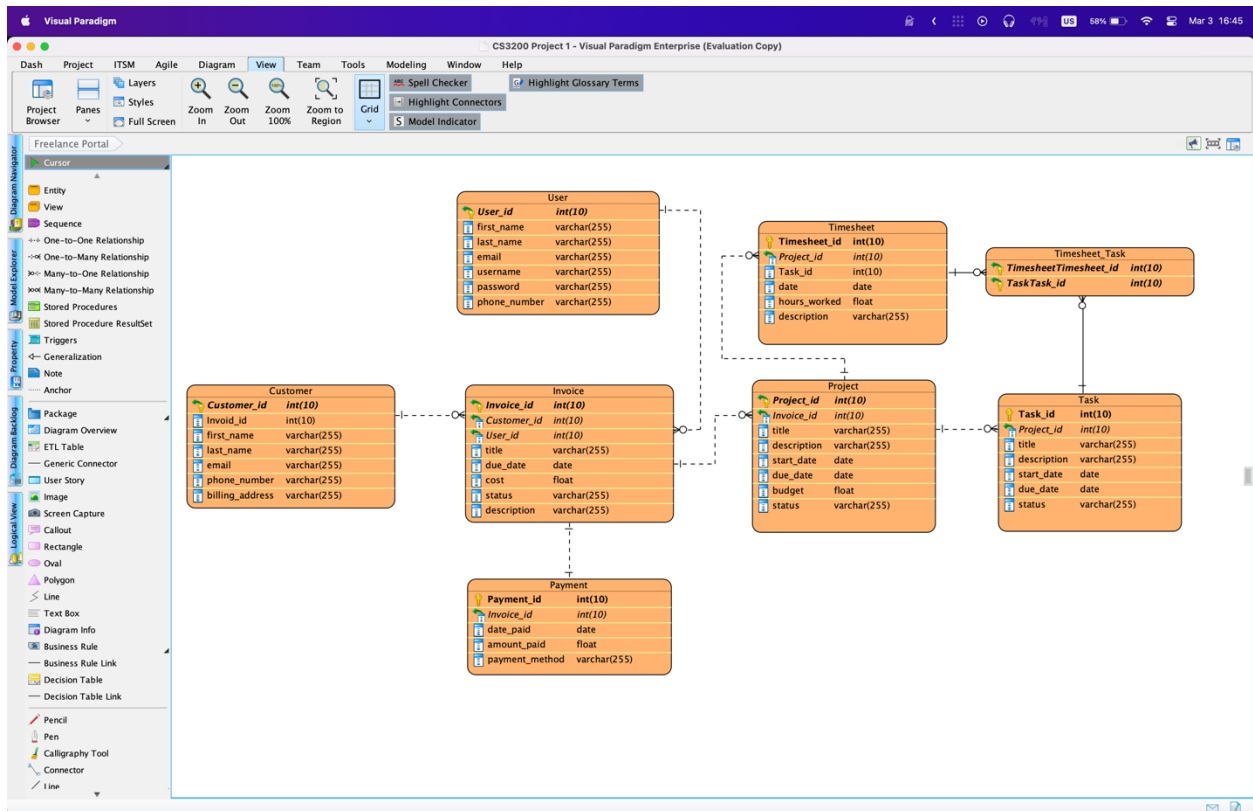 Visual Paradigm
US
58%
Mar 3 16:45
CS3200 Project 1 - Visual Paradigm Enterprise (Evaluation Copy)
Dash Project ITSM Agile Diagram View Team Tools Modeling Window Help
Project Browser
Panes
Layers
Styles
Full Screen
Zoom In
Zoom Out
Zoom 100%
Zoom to Region
Grid
Spell Checker
Highlight Connectors
Model Indicator
Highlight Glossary Terms
Freelance Portal
Diagram Navigator
Model Explorer
Property
Diagram Backlog
Logical View
Cursor
Entity
View
Sequence
One-to-One Relationship
One-to-Many Relationship
Many-to-One Relationship
Many-to-Many Relationship
Stored Procedures
Stored Procedure ResultSet
Triggers
Generalization
Note
Anchor
Package
Diagram Overview
ETL Table
Generic Connector
User Story
Image
Screen Capture
Callout
Rectangle
Oval
Polygon
Line
Text Box
Diagram Info
Business Rule
Business Rule Link
Decision Table
Decision Table Link
Pencil
Pen
Calligraphy Tool
Connector
Line
User
User_id int(10)
first_name varchar(255)
last_name varchar(255)
email varchar(255)
username varchar(255)
password varchar(255)
phone_number varchar(255)
Timesheet
Timesheet_id int(10)
Project_id int(10)
Task_id int(10)
date date
hours_worked float
description varchar(255)
Timesheet_Task
TimesheetTimesheet_id int(10)
TaskTask_id int(10)
Customer
Customer_id int(10)
Invoid_id int(10)
first_name varchar(255)
last_name varchar(255)
email varchar(255)
phone_number varchar(255)
billing_address varchar(255)
Invoice
Invoice_id int(10)
Customer_id int(10)
User_id int(10)
title varchar(255)
due_date date
cost float
status varchar(255)
description varchar(255)
Project
Project_id int(10)
Invoice_id int(10)
title varchar(255)
description varchar(255)
start_date date
due_date date
budget float
status varchar(255)
Task
Task_id int(10)
Project_id int(10)
title varchar(255)
description varchar(255)
start_date date
due_date date
status varchar(255)
Payment
Payment_id int(10)
Invoice_id int(10)
date_paid date
amount_paid float
payment_method varchar(255)